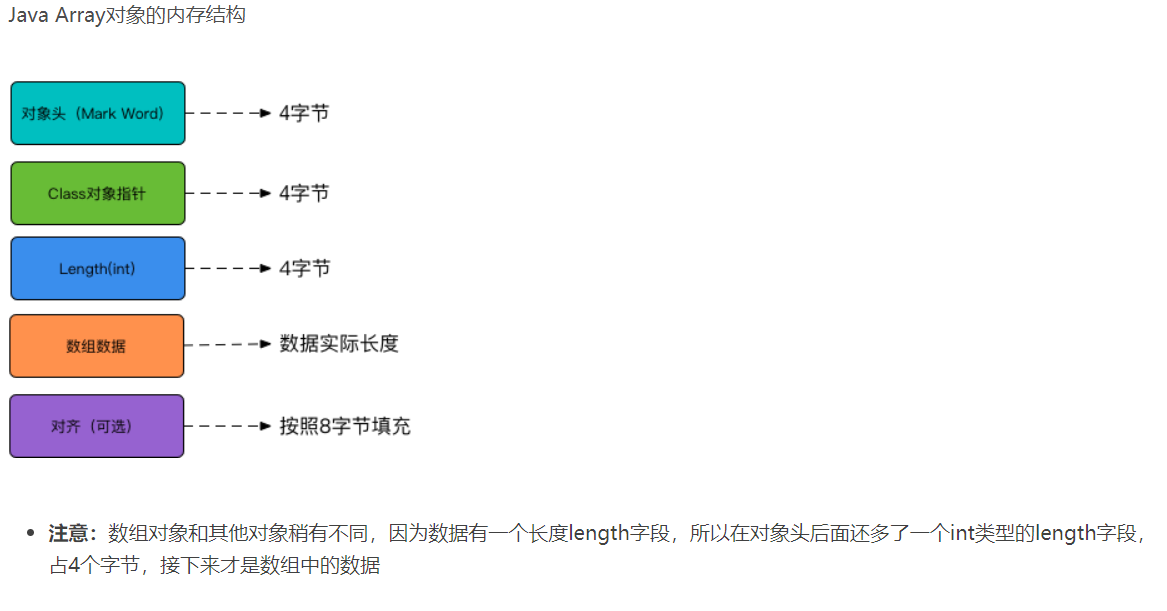 Java Array对象的内存结构
对象头（Mark Word） 4字节
Class对象指针 4字节
Length(int) 4字节
数组数据 数据实际长度
对齐（可选） 按照8字节填充
注意：数组对象和其他对象稍有不同，因为数据有一个长度length字段，所以在对象头后面还多了一个int类型的length字段，
占4个字节，接下来才是数组中的数据